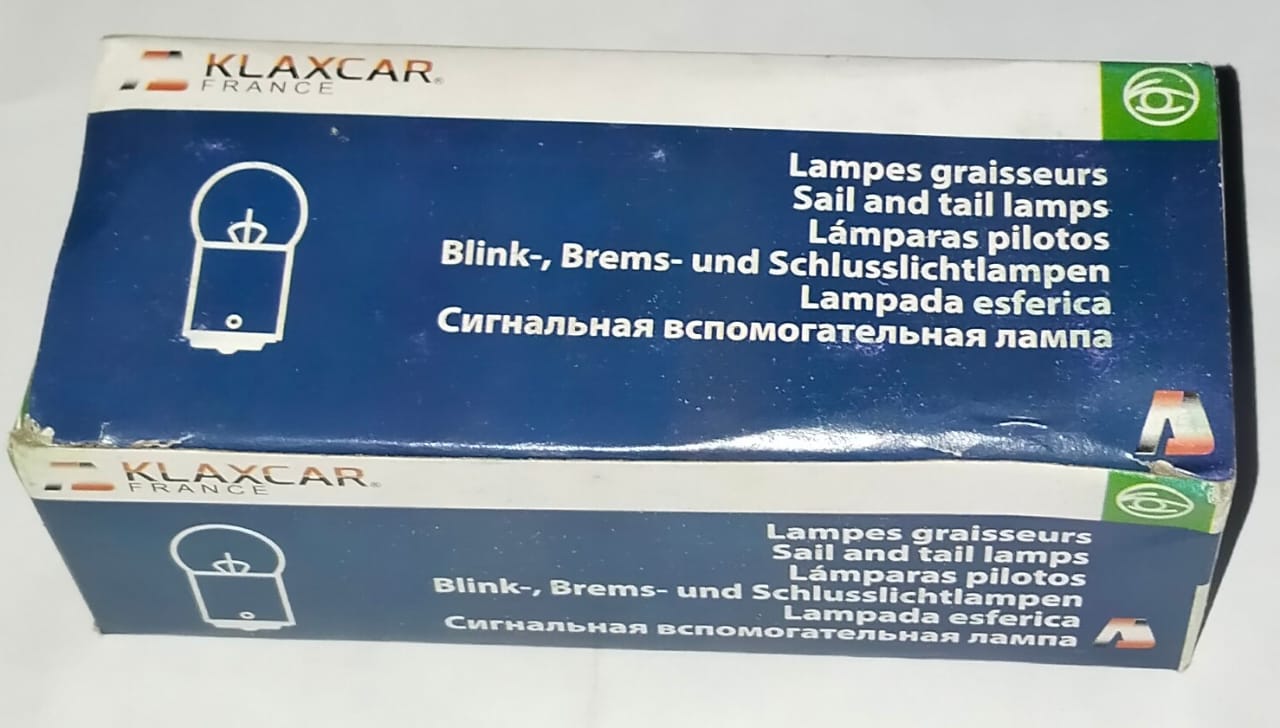 KLAXCAR®
FRANCE
Lampes graisseurs
Sail and tail lamps
Lámparas pilotos
Blink-, Brems- und Schlusslichtlampen
Lampada esferica
Сигнальная вспомогательная лампа
KLAXCAR®
FRANCE
Lampes graisseurs
Sail and tail lamps
Lámparas pilotos
Blink-, Brems- und Schlusslichtlampen
Lampada esferica
Сигнальная вспомогательная лампа